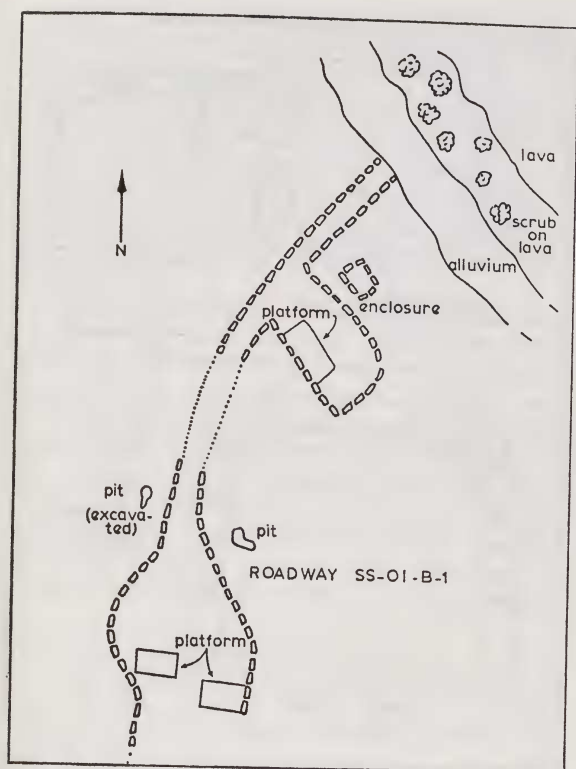 lava
scrub
on
lava
alluvium
N
enclosure
platform
pit
(excava-
ted)
pit
ROADWAY SS-01-B-1
platform